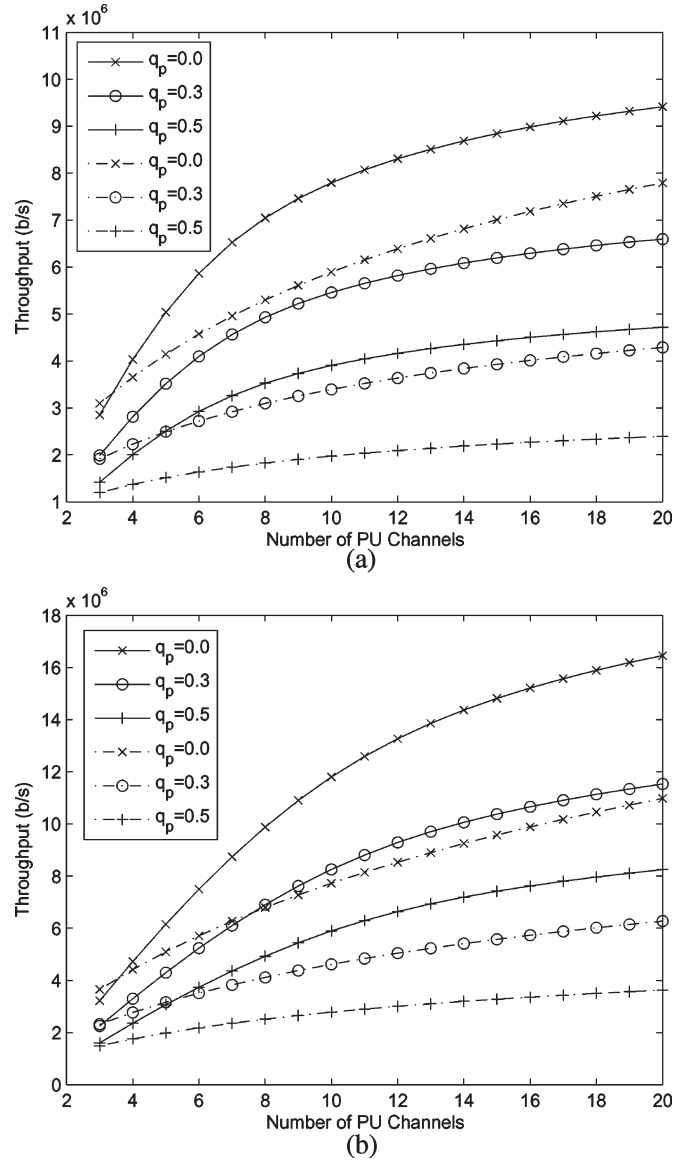 x 10^6
11
10
9
8
7
6
5
4
3
2
1
Throughput (b/s)
q_p=0.0
q_p=0.3
q_p=0.5
q_p=0.0
q_p=0.3
q_p=0.5
2 4 6 8 10 12 14 16 18 20
Number of PU Channels
(a)
x 10^6
18
16
14
12
10
8
6
4
2
0
Throughput (b/s)
q_p=0.0
q_p=0.3
q_p=0.5
q_p=0.0
q_p=0.3
q_p=0.5
2 4 6 8 10 12 14 16 18 20
Number of PU Channels
(b)